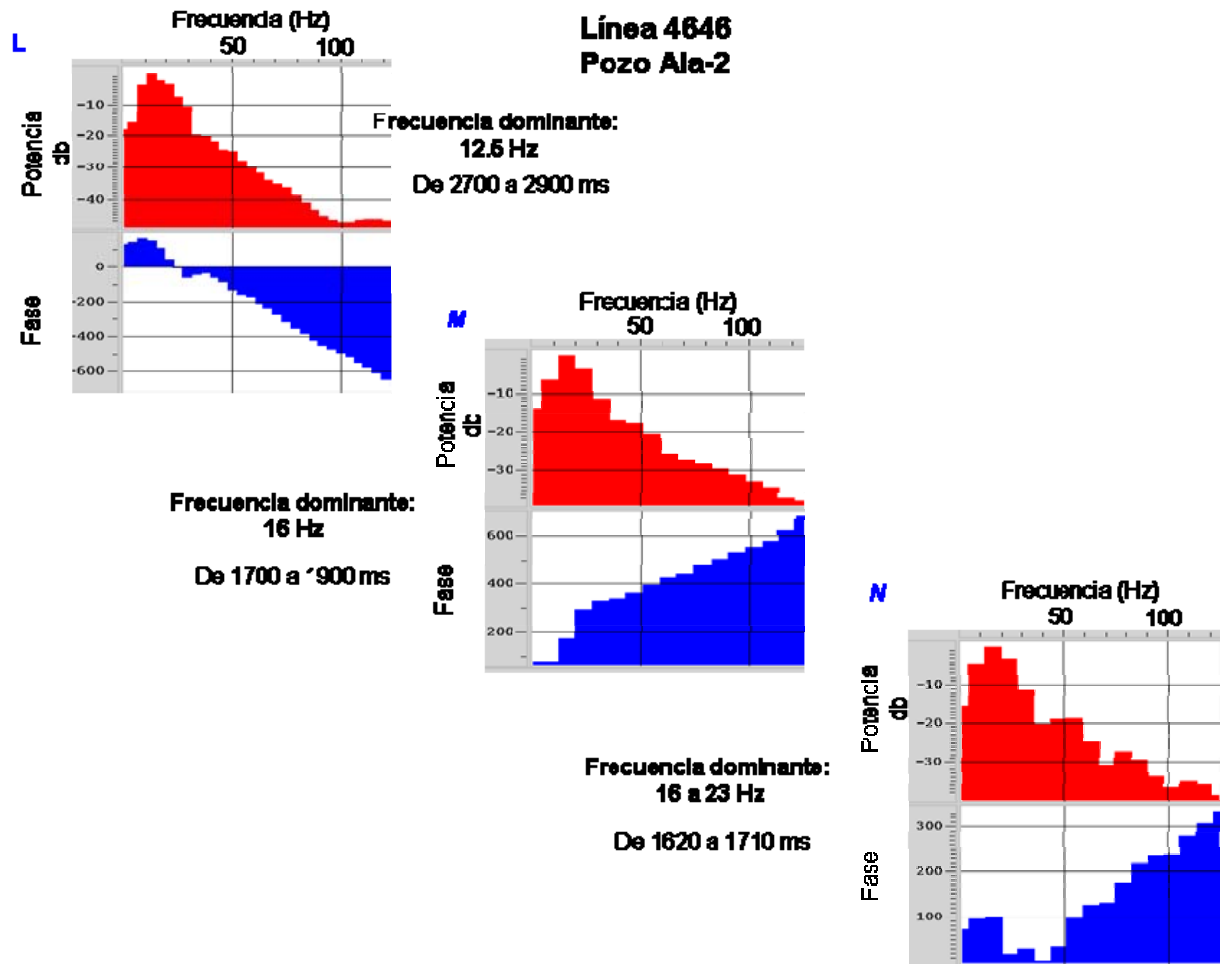 Línea 4646
Pozo Ala-2
L
Frecuencia (Hz)
50 100
Potencia
db
-10
-20
-30
-40
Fase
0
-200
-400
-600
Frecuencia dominante:
12.5 Hz
De 2700 a 2900 ms
M
Frecuencia (Hz)
50 100
Potencia
db
-10
-20
-30
Fase
600
400
200
Frecuencia dominante:
16 Hz
De 1700 a 1900 ms
N
Frecuencia (Hz)
50 100
Potencia
db
-10
-20
-30
Fase
300
200
100
Frecuencia dominante:
16 a 23 Hz
De 1620 a 1710 ms